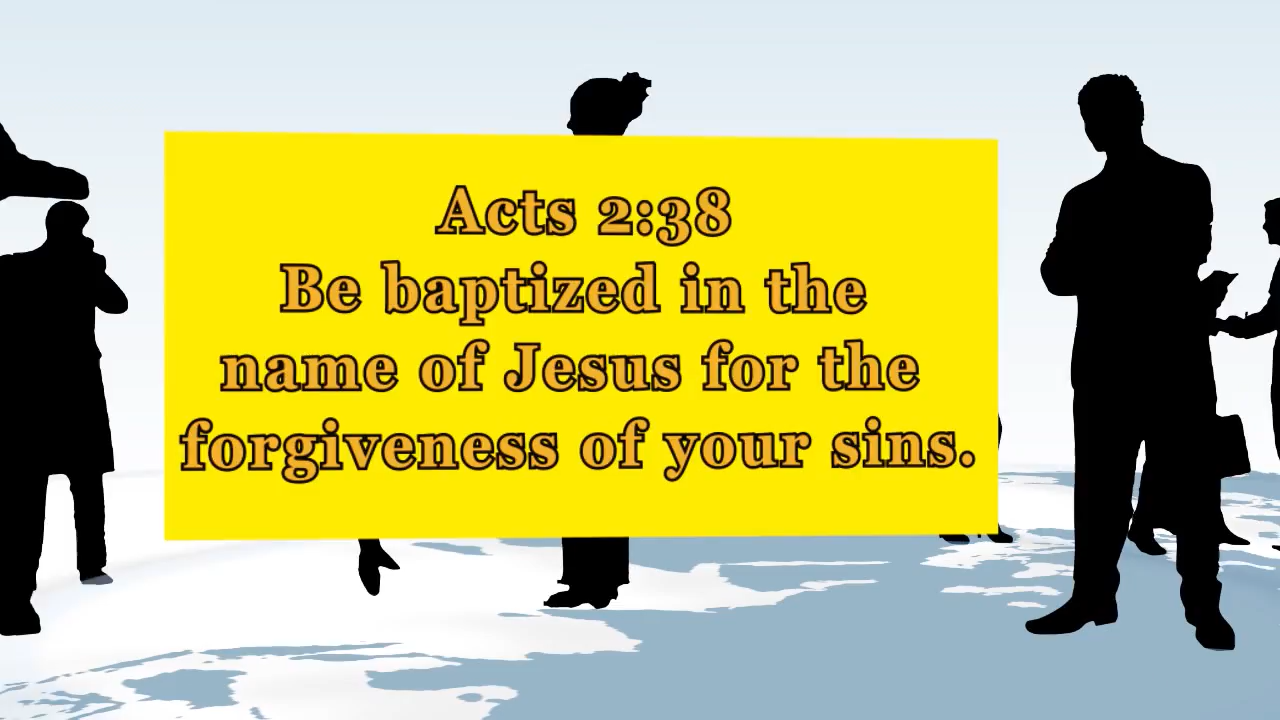 Acts 2:38
Be baptized in the
name of Jesus for the
forgiveness of your sins.